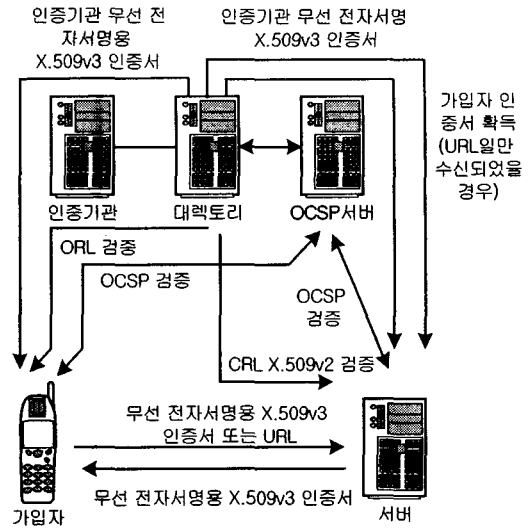 인증기관 무선 전
자서명용
X.509v3 인증서
인증기관 무선 전자서명
X.509v3 인증서
가입자 인
증서 확득
(URL일만
수신되었을
경우)
인증기관
대렉토리
OCSP서버
ORL 검증
OCSP 검증
OCSP
검증
CRL X.509v2 검증
무선 전자서명용 X.509v3
인증서 또는 URL
무선 전자서명용 X.509v3 인증서
가입자
서버